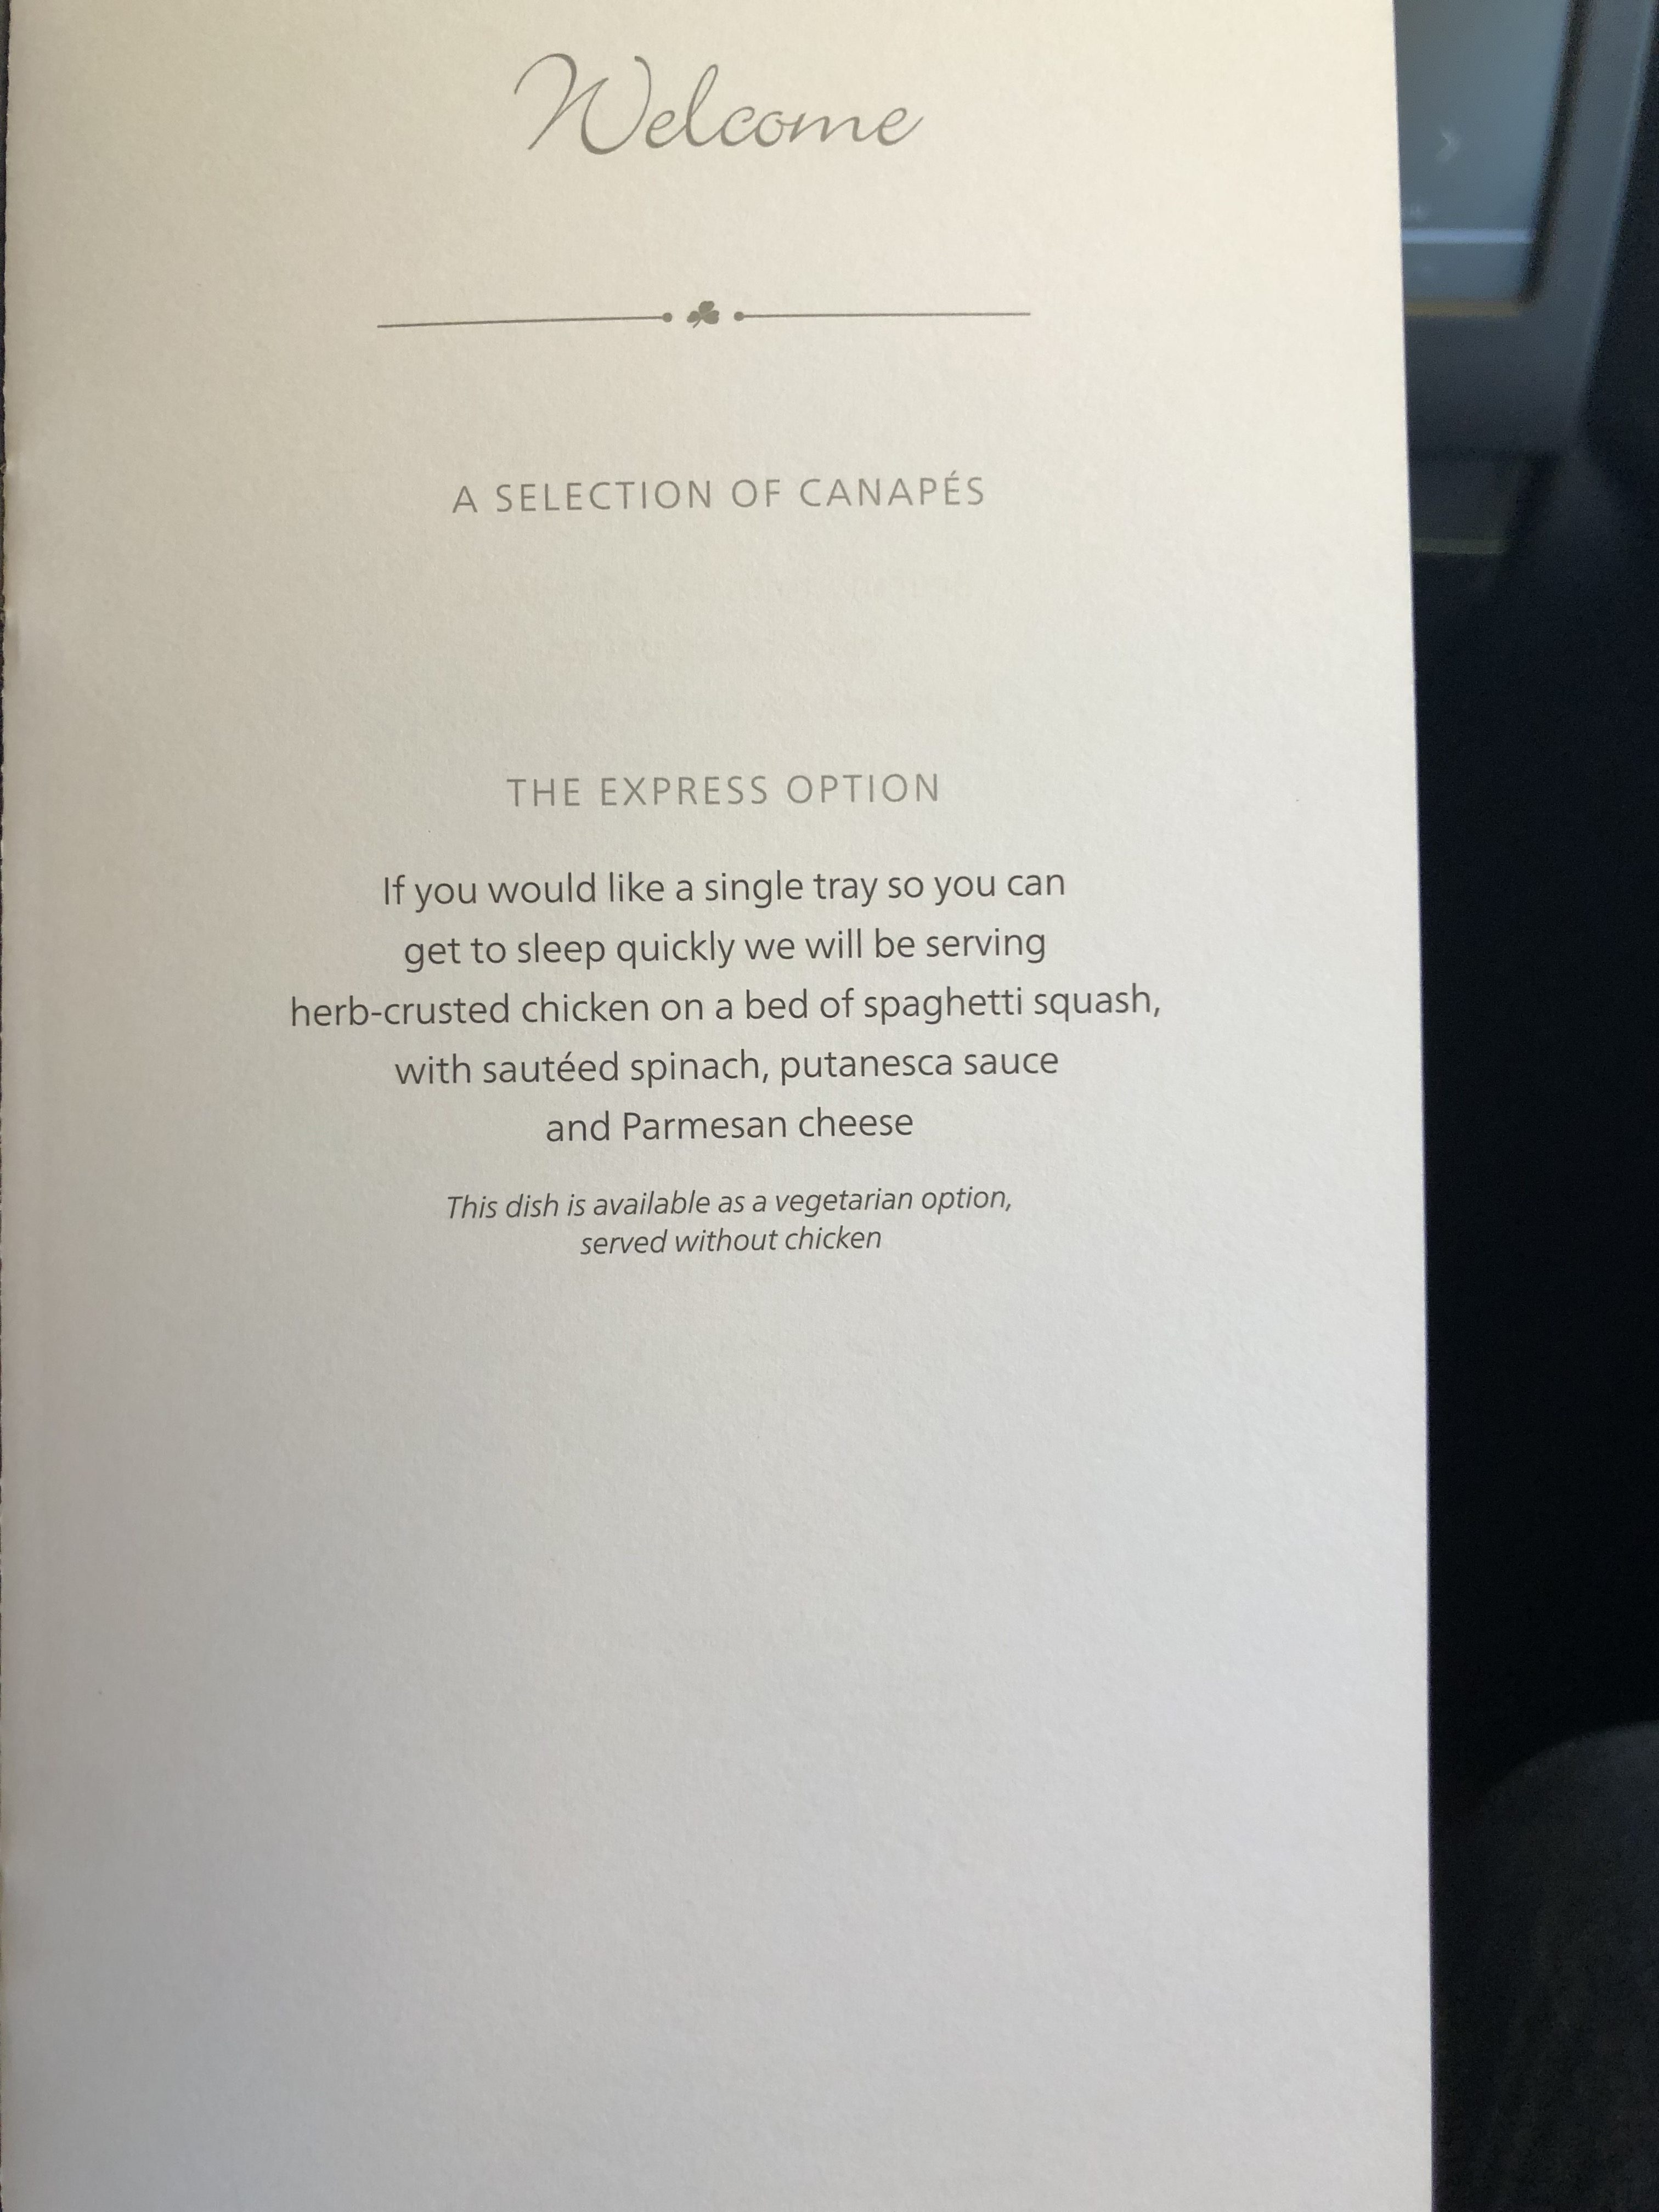 Welcome
A SELECTION OF CANAPÉS
THE EXPRESS OPTION
If you would like a single tray so you can
get to sleep quickly we will be serving
herb-crusted chicken on a bed of spaghetti squash,
with sautéed spinach, putanesca sauce
and Parmesan cheese
This dish is available as a vegetarian option,
served without chicken